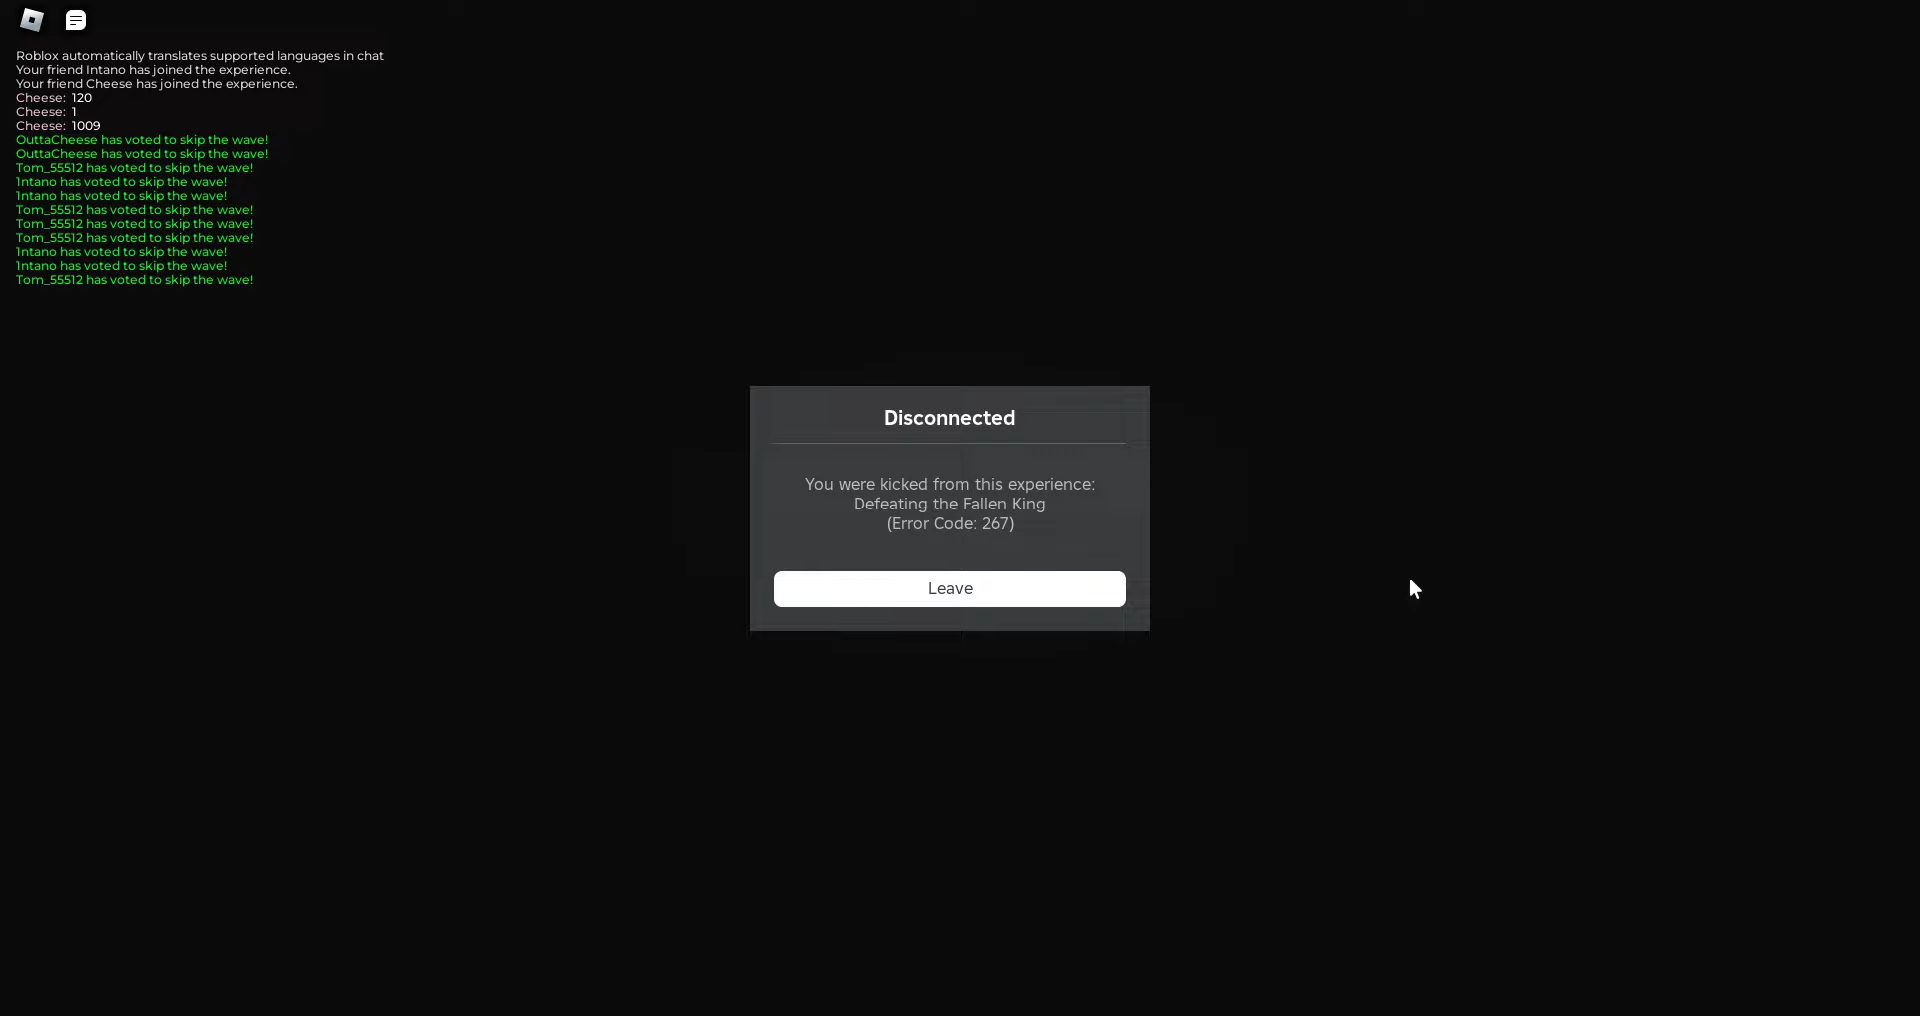 Roblox automatically translates supported languages in chat
Your friend Intano has joined the experience.
Your friend Cheese has joined the experience.
Cheese: 120
Cheese: 1
Cheese: 1009
OuttaCheese has voted to skip the wave!
OuttaCheese has voted to skip the wave!
Tom_55512 has voted to skip the wave!
1ntano has voted to skip the wave!
1ntano has voted to skip the wave!
Tom_55512 has voted to skip the wave!
Tom_55512 has voted to skip the wave!
Tom_55512 has voted to skip the wave!
1ntano has voted to skip the wave!
1ntano has voted to skip the wave!
Tom_55512 has voted to skip the wave!
Disconnected
You were kicked from this experience:
Defeating the Fallen King
(Error Code: 267)
Leave